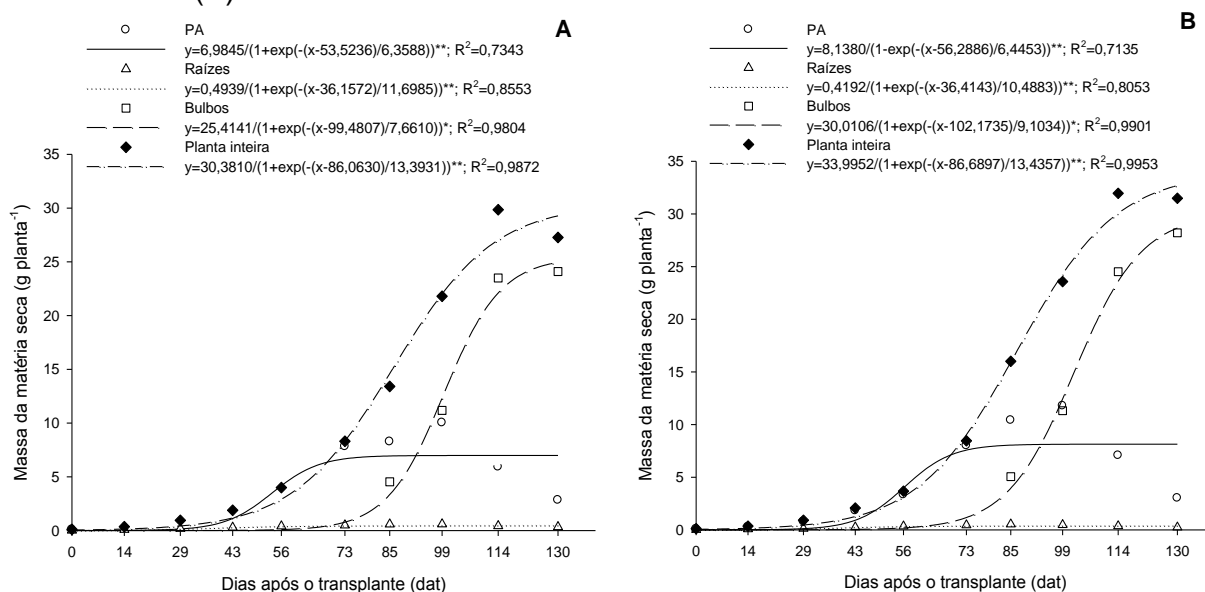 A
PA
y=6,9845/(1+exp(-(x-53,5236)/6,3588))**; R²=0,7343
Raízes
y=0,4939/(1+exp(-(x-36,1572)/11,6985))**; R²=0,8553
Bulbos
y=25,4141/(1+exp(-(x-99,4807)/7,6610))*; R²=0,9804
Planta inteira
y=30,3810/(1+exp(-(x-86,0630)/13,3931))**; R²=0,9872
Massa da matéria seca (g planta⁻¹)
35
30
25
20
15
10
5
0
0 14 29 43 56 73 85 99 114 130
Dias após o transplante (dat)
B
PA
y=8,1380/(1-exp(-(x-56,2886)/6,4453))**; R²=0,7135
Raízes
y=0,4192/(1+exp(-(x-36,4143)/10,4883))**; R²=0,8053
Bulbos
y=30,0106/(1+exp(-(x-102,1735)/9,1034))*; R²=0,9901
Planta inteira
y=33,9952/(1+exp(-(x-86,6897)/13,4357))**; R²=0,9953
Massa da matéria seca (g planta⁻¹)
35
30
25
20
15
10
5
0
0 14 29 43 56 73 85 99 114 130
Dias após o transplante (dat)